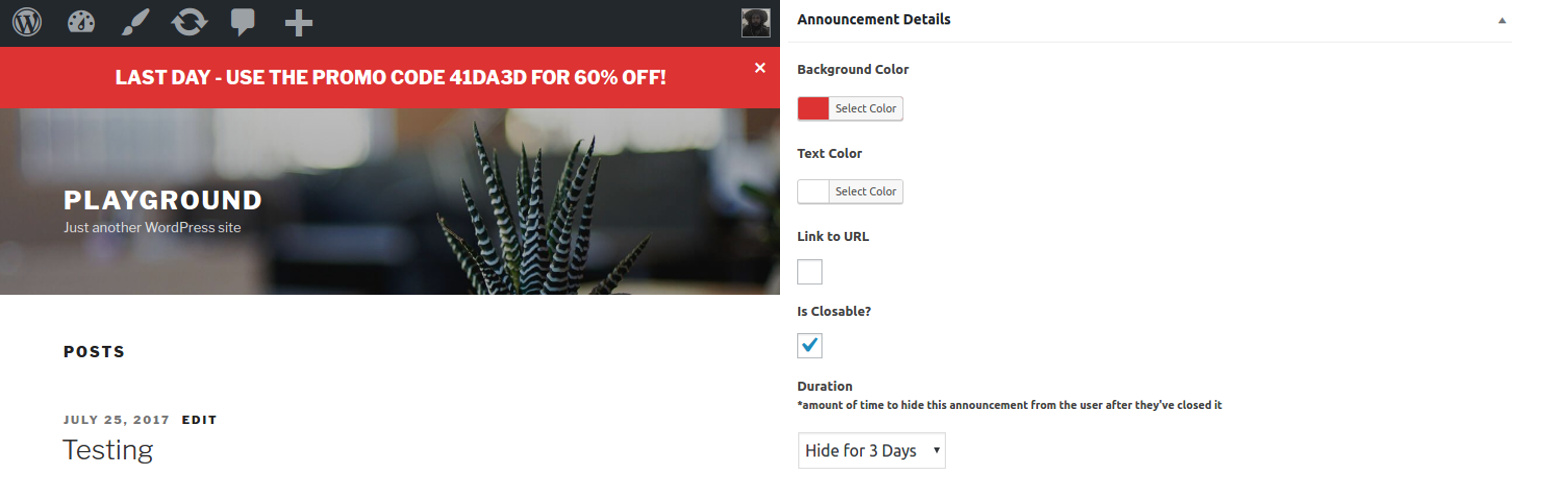 LAST DAY - USE THE PROMO CODE 41DA3D FOR 60% OFF!
PLAYGROUND
Just another WordPress site
POSTS
JULY 25, 2017 EDIT
Testing
Announcement Details
Background Color
Select Color
Text Color
Select Color
Link to URL
Is Closable?
Duration
*amount of time to hide this announcement from the user after they've closed it
Hide for 3 Days